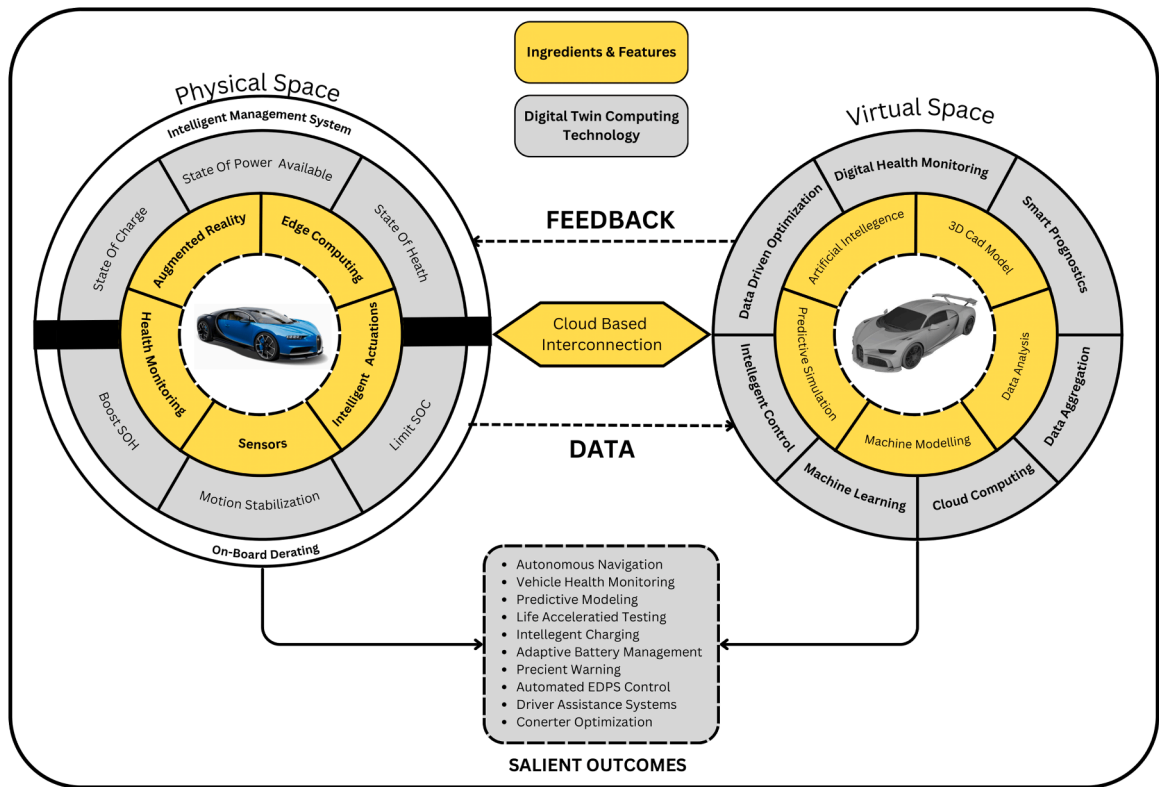 Ingredients & Features
Digital Twin Computing
Technology
Physical Space
Intelligent Management System
State Of Power Available
State Of Charge
State Of Heath
Augmented Reality
Edge Computing
Health Monitoring
Intelligent Actuations
Sensors
Boost SOH
Limit SOC
Motion Stabilization
On-Board Derating
FEEDBACK
Cloud Based
Interconnection
DATA
Virtual Space
Digital Health Monitoring
Data Driven Optimization
Smart Prognostics
Artificial Intellegence
3D Cad Model
Predictive Simulation
Data Analysis
Machine Modelling
Intellegent Control
Data Aggregation
Machine Learning
Cloud Computing
Autonomous Navigation
Vehicle Health Monitoring
Predictive Modeling
Life Acceleratied Testing
Intellegent Charging
Adaptive Battery Management
Precient Warning
Automated EDPS Control
Driver Assistance Systems
Conerter Optimization
SALIENT OUTCOMES